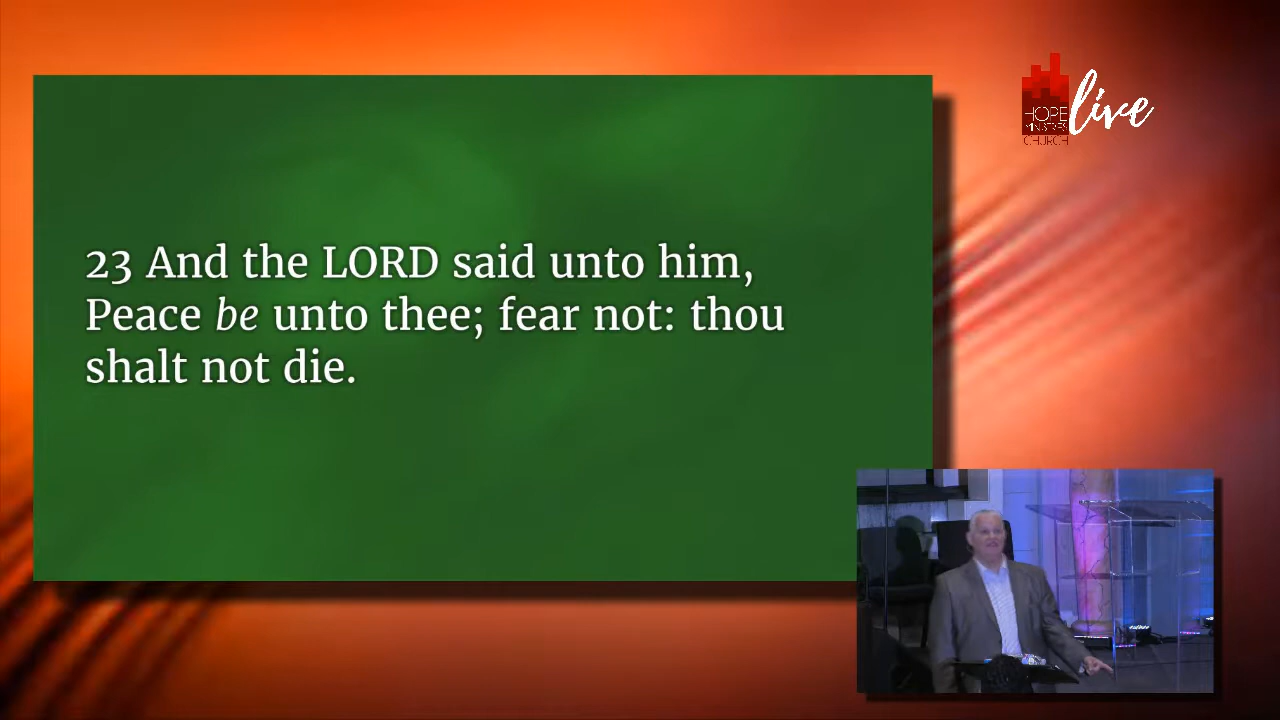 HOPE
MINISTRIES
CHURCH
live
23 And the LORD said unto him,
Peace be unto thee; fear not: thou
shalt not die.